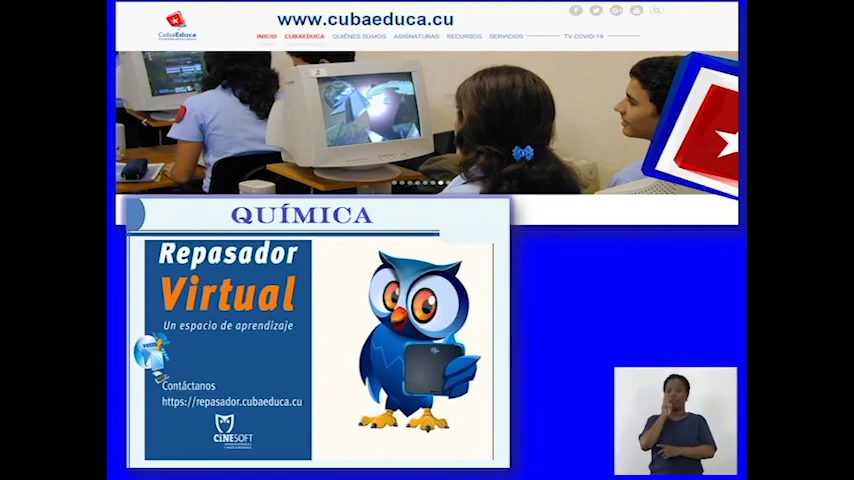 www.cubaeduca.cu
CubaEduca
INICIO CUBAEDUCA QUIÉNES SOMOS ASIGNATURAS RECURSOS SERVICIOS TV COVID-19
QUÍMICA
Repasador
Virtual
Un espacio de aprendizaje
Contáctanos
https://repasador.cubaeduca.cu
CINESOFT